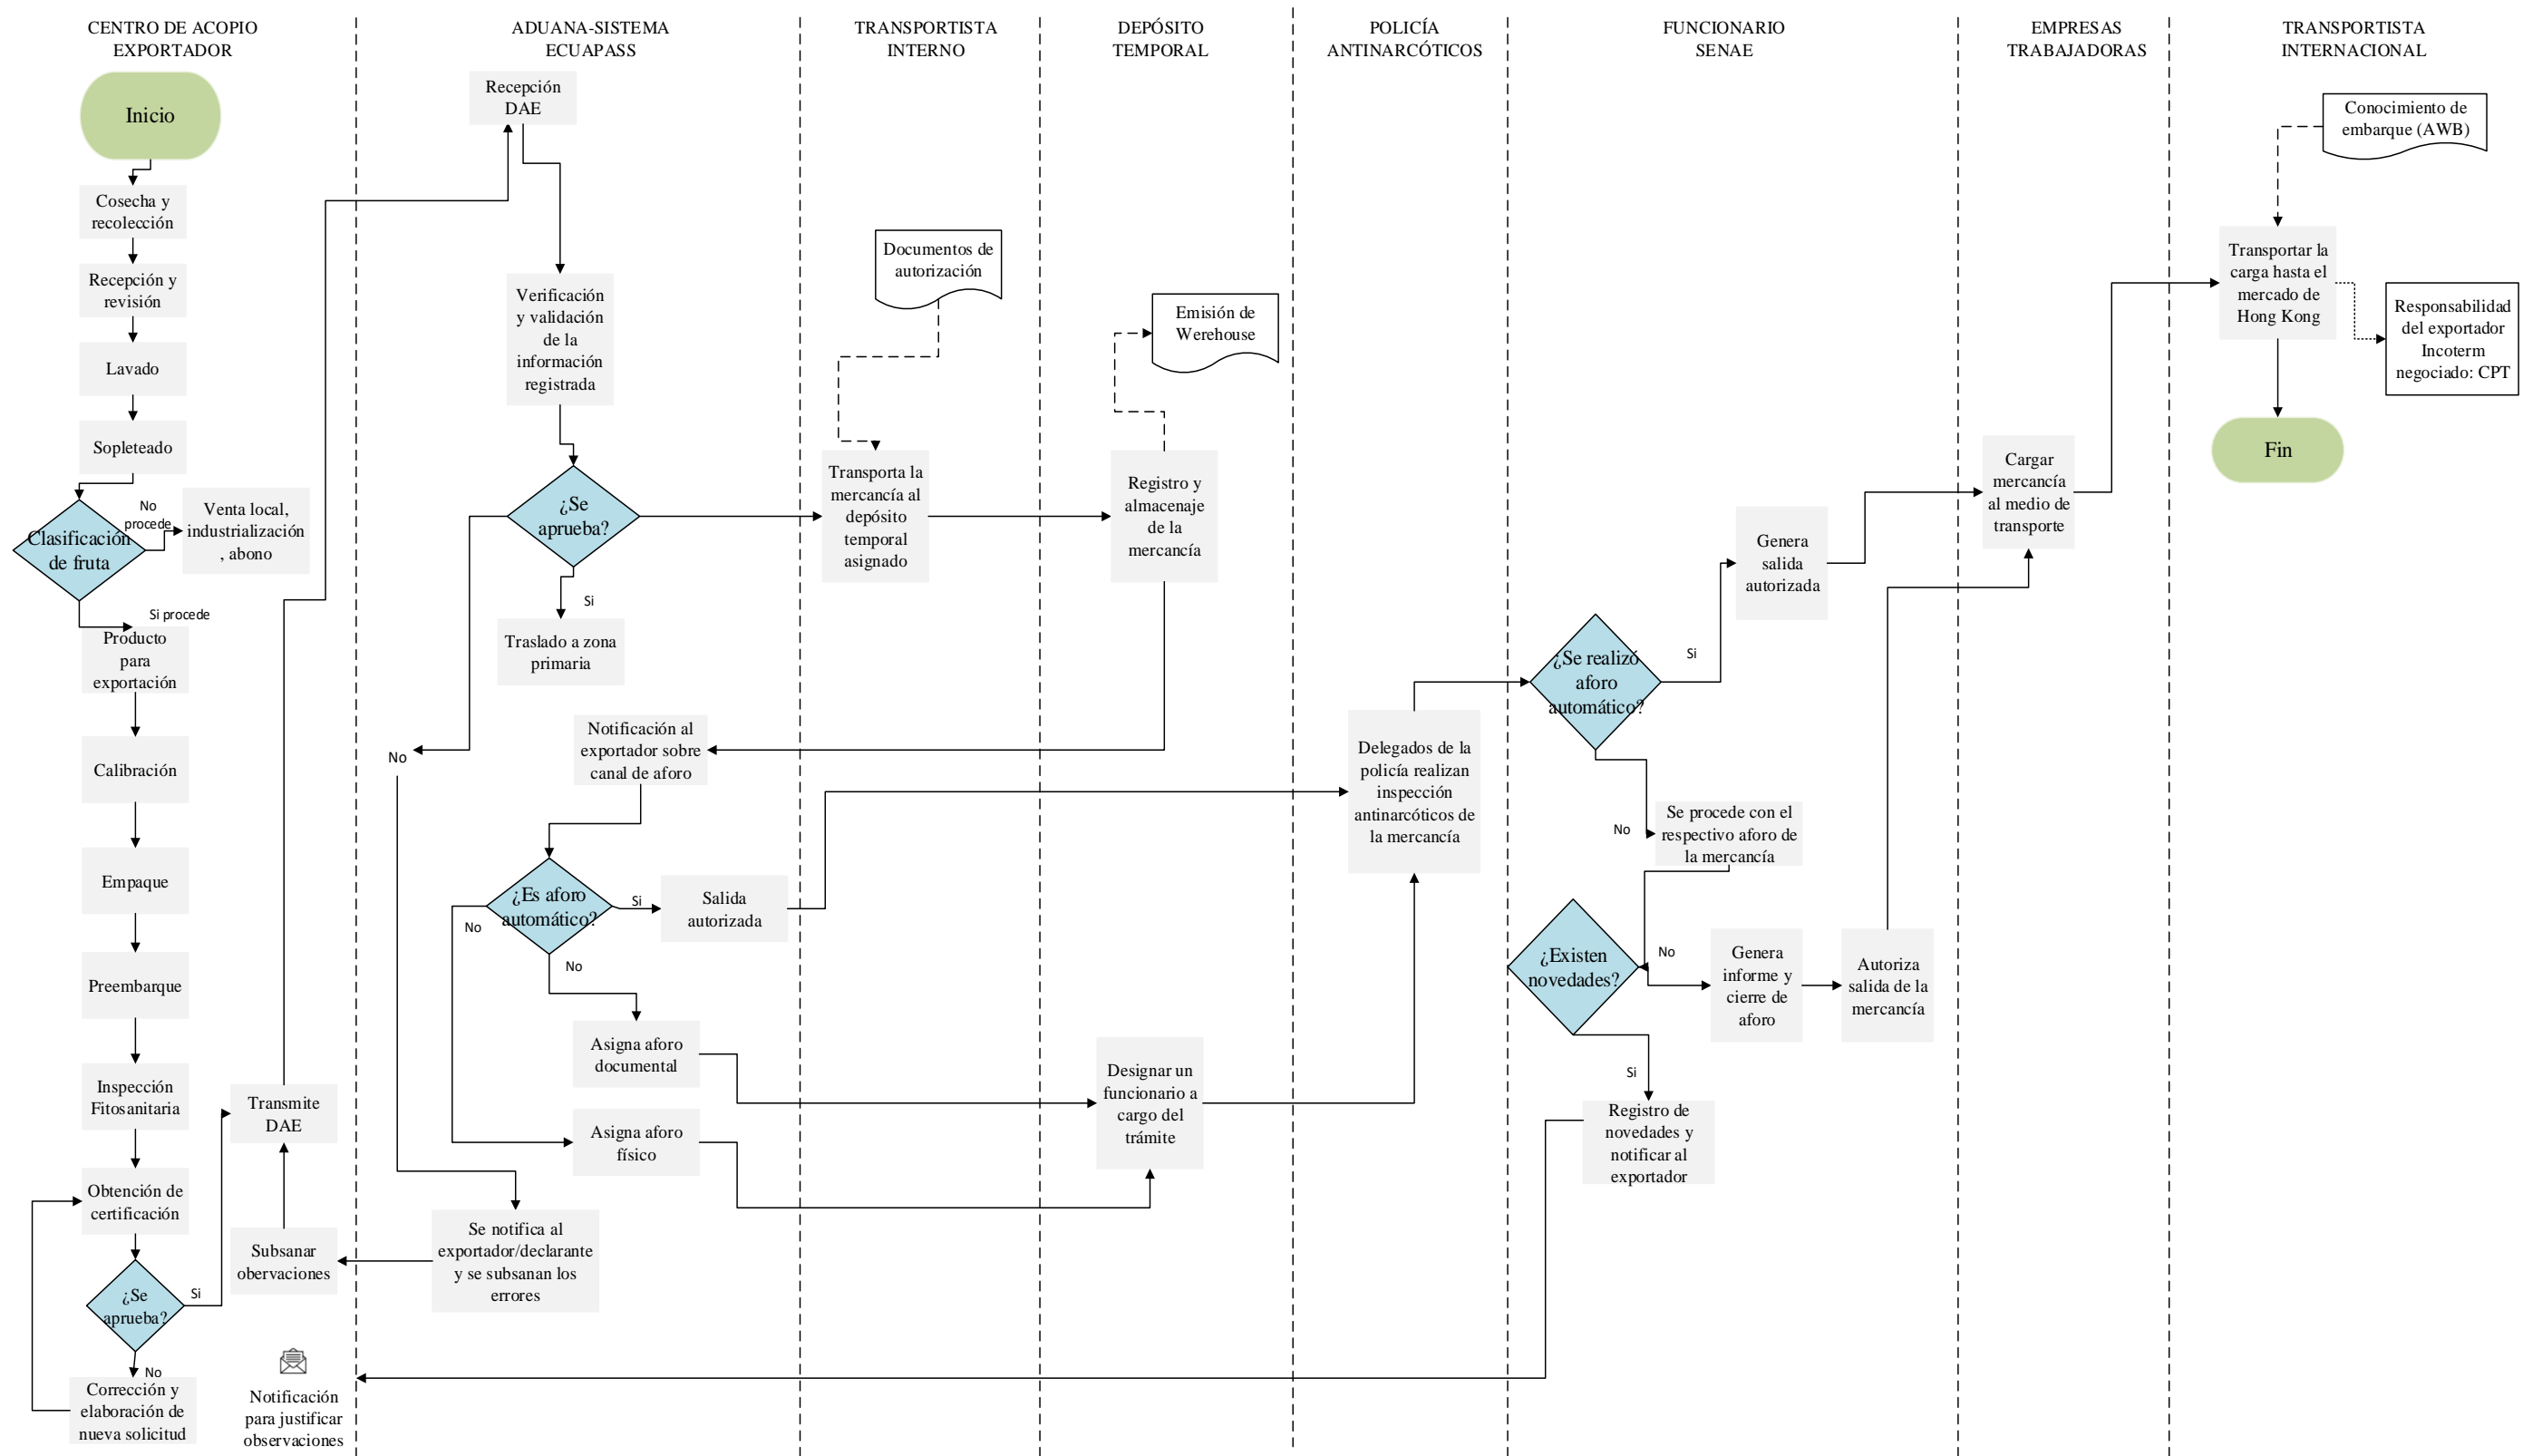 CENTRO DE ACOPIO
EXPORTADOR
ADUANA-SISTEMA
ECUAPASS
TRANSPORTISTA
INTERNO
DEPÓSITO
TEMPORAL
POLICÍA
ANTINARCÓTICOS
FUNCIONARIO
SENAE
EMPRESAS
TRABAJADORAS
TRANSPORTISTA
INTERNACIONAL
Inicio
Cosecha y
recolección
Recepción y
revisión
Lavado
Sopleteado
Clasificación
de fruta
No
procede
Venta local,
industrialización
, abono
Si procede
Producto
para
exportación
Calibración
Empaque
Preembarque
Inspección
Fitosanitaria
Obtención de
certificación
¿Se
aprueba?
Si
No
Corrección y
elaboración de
nueva solicitud
Transmite
DAE
Subsanar
obervaciones
Notificación
para justificar
observaciones
Recepción
DAE
Verificación
y validación
de la
información
registrada
¿Se
aprueba?
Si
Traslado a zona
primaria
No
Notificación al
exportador sobre
canal de aforo
¿Es aforo
automático?
Si
Salida
autorizada
No
No
Asigna aforo
documental
Asigna aforo
físico
Se notifica al
exportador/declarante
y se subsanan los
errores
Documentos de
autorización
Transporta la
mercancía al
depósito
temporal
asignado
Emisión de
Werehouse
Registro y
almacenaje
de la
mercancía
Designar un
funcionario a
cargo del
trámite
Delegados de la
policía realizan
inspección
antinarcóticos de
la mercancía
¿Se realizó
aforo
automático?
Si
Genera
salida
autorizada
No
Se procede con el
respectivo aforo de
la mercancía
¿Existen
novedades?
No
Genera
informe y
cierre de
aforo
Autoriza
salida de la
mercancía
Si
Registro de
novedades y
notificar al
exportador
Cargar
mercancía
al medio de
transporte
Conocimiento de
embarque (AWB)
Transportar la
carga hasta el
mercado de
Hong Kong
Responsabilidad
del exportador
Incoterm
negociado: CPT
Fin